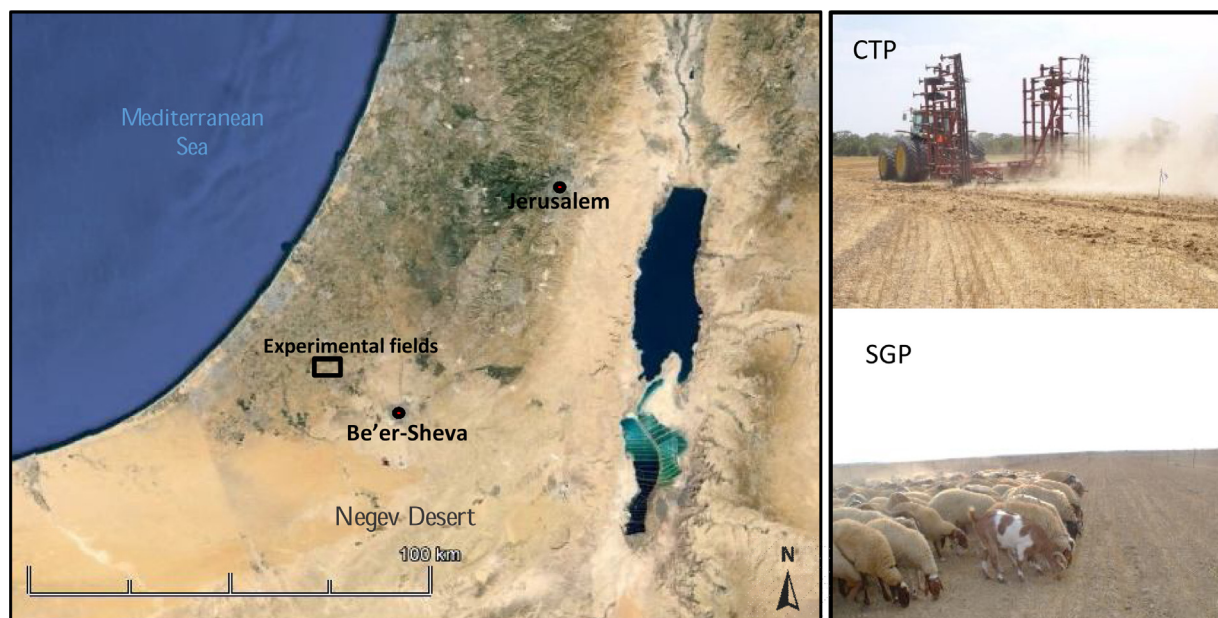 Mediterranean
Sea
Jerusalem
Experimental fields
Be'er-Sheva
Negev Desert
100 km
N
CTP
SGP